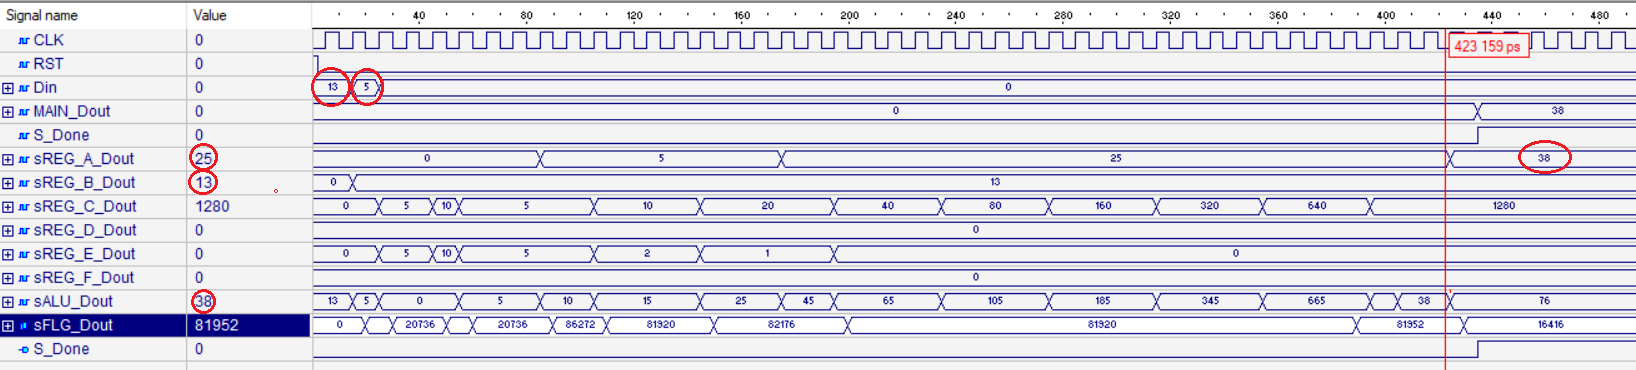 Signal name Value 40 80 120 160 200 240 280 320 360 400 440 480
CLK 0 423 159 ps
RST 0
Din 0 13 5 0
MAIN_Dout 0 0 38
S_Done 0
sREG_A_Dout 25 0 5 25 38
sREG_B_Dout 13 0 13
sREG_C_Dout 1280 0 5 10 5 10 20 40 80 160 320 640 1280
sREG_D_Dout 0 0
sREG_E_Dout 0 0 5 10 5 2 1 0
sREG_F_Dout 0 0
sALU_Dout 38 13 5 0 5 10 15 25 45 65 105 185 345 665 38 76
sFLG_Dout 81952 0 20736 20736 86272 81920 82176 81920 81952 16416
S_Done 0